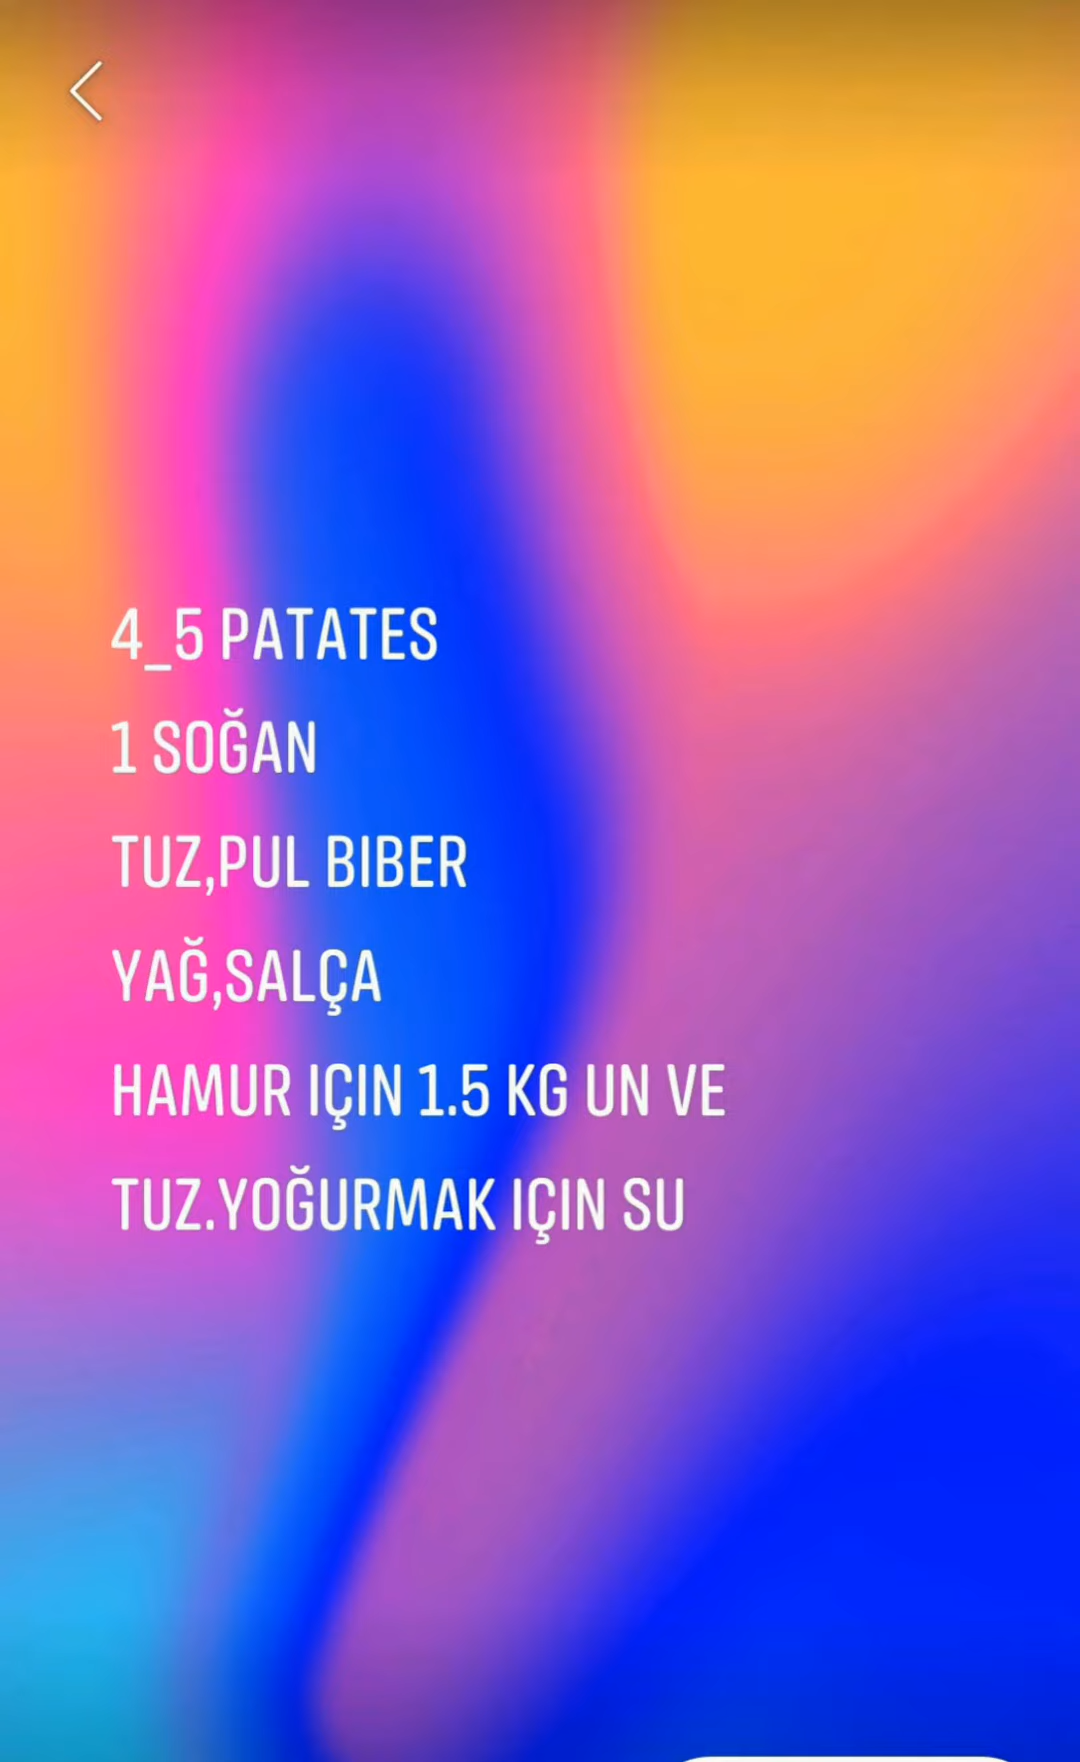 4_5 PATATES
1 SOĞAN
TUZ,PUL BIBER
YAĞ,SALÇA
HAMUR IÇIN 1.5 KG UN VE
TUZ.YOĞURMAK IÇIN SU